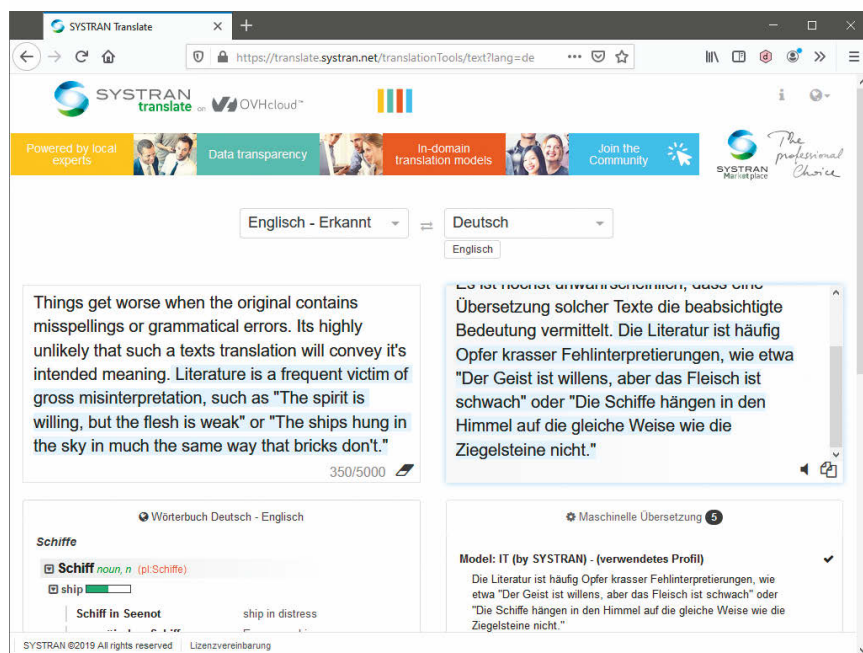 SYSTRAN Translate
https://translate.systran.net/translationTools/text?lang=de
SYSTRAN
translate on OVHcloud™
Powered by local
experts
Data transparency
In-domain
translation models
Join the
Community
SYSTRAN
Marketplace
The
professional
Choice
Englisch - Erkannt
Deutsch
Englisch
Things get worse when the original contains
misspellings or grammatical errors. Its highly
unlikely that such a texts translation will convey it's
intended meaning. Literature is a frequent victim of
gross misinterpretation, such as "The spirit is
willing, but the flesh is weak" or "The ships hung in
the sky in much the same way that bricks don't."
350/5000
Es ist höchst unwahrscheinlich, dass eine
Übersetzung solcher Texte die beabsichtigte
Bedeutung vermittelt. Die Literatur ist häufig
Opfer krasser Fehlinterpretierungen, wie etwa
"Der Geist ist willens, aber das Fleisch ist
schwach" oder "Die Schiffe hängen in den
Himmel auf die gleiche Weise wie die
Ziegelsteine nicht."
Wörterbuch Deutsch - Englisch
Schiffe
Schiff noun, n (pl:Schiffe)
ship
Schiff in Seenot ship in distress
Maschinelle Übersetzung 5
Model: IT (by SYSTRAN) - (verwendetes Profil)
Die Literatur ist häufig Opfer krasser Fehlinterpretierungen, wie
etwa "Der Geist ist willens, aber das Fleisch ist schwach" oder
"Die Schiffe hängen in den Himmel auf die gleiche Weise wie die
Ziegelsteine nicht."
SYSTRAN ©2019 All rights reserved Lizenzvereinbarung